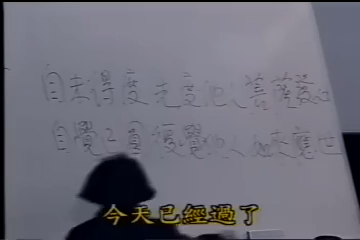 自未得度先度他人菩薩發心
自覺已圓復覺他人如來應世
今天已經過了